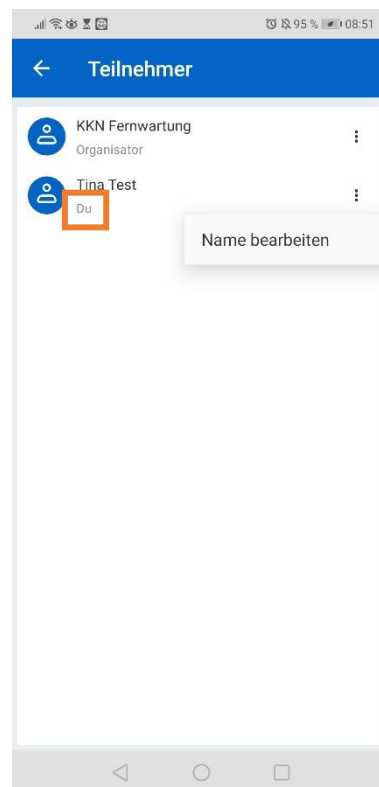 95 % 08:51
Teilnehmer
KKN Fernwartung
Organisator
Tina Test
Du
Name bearbeiten